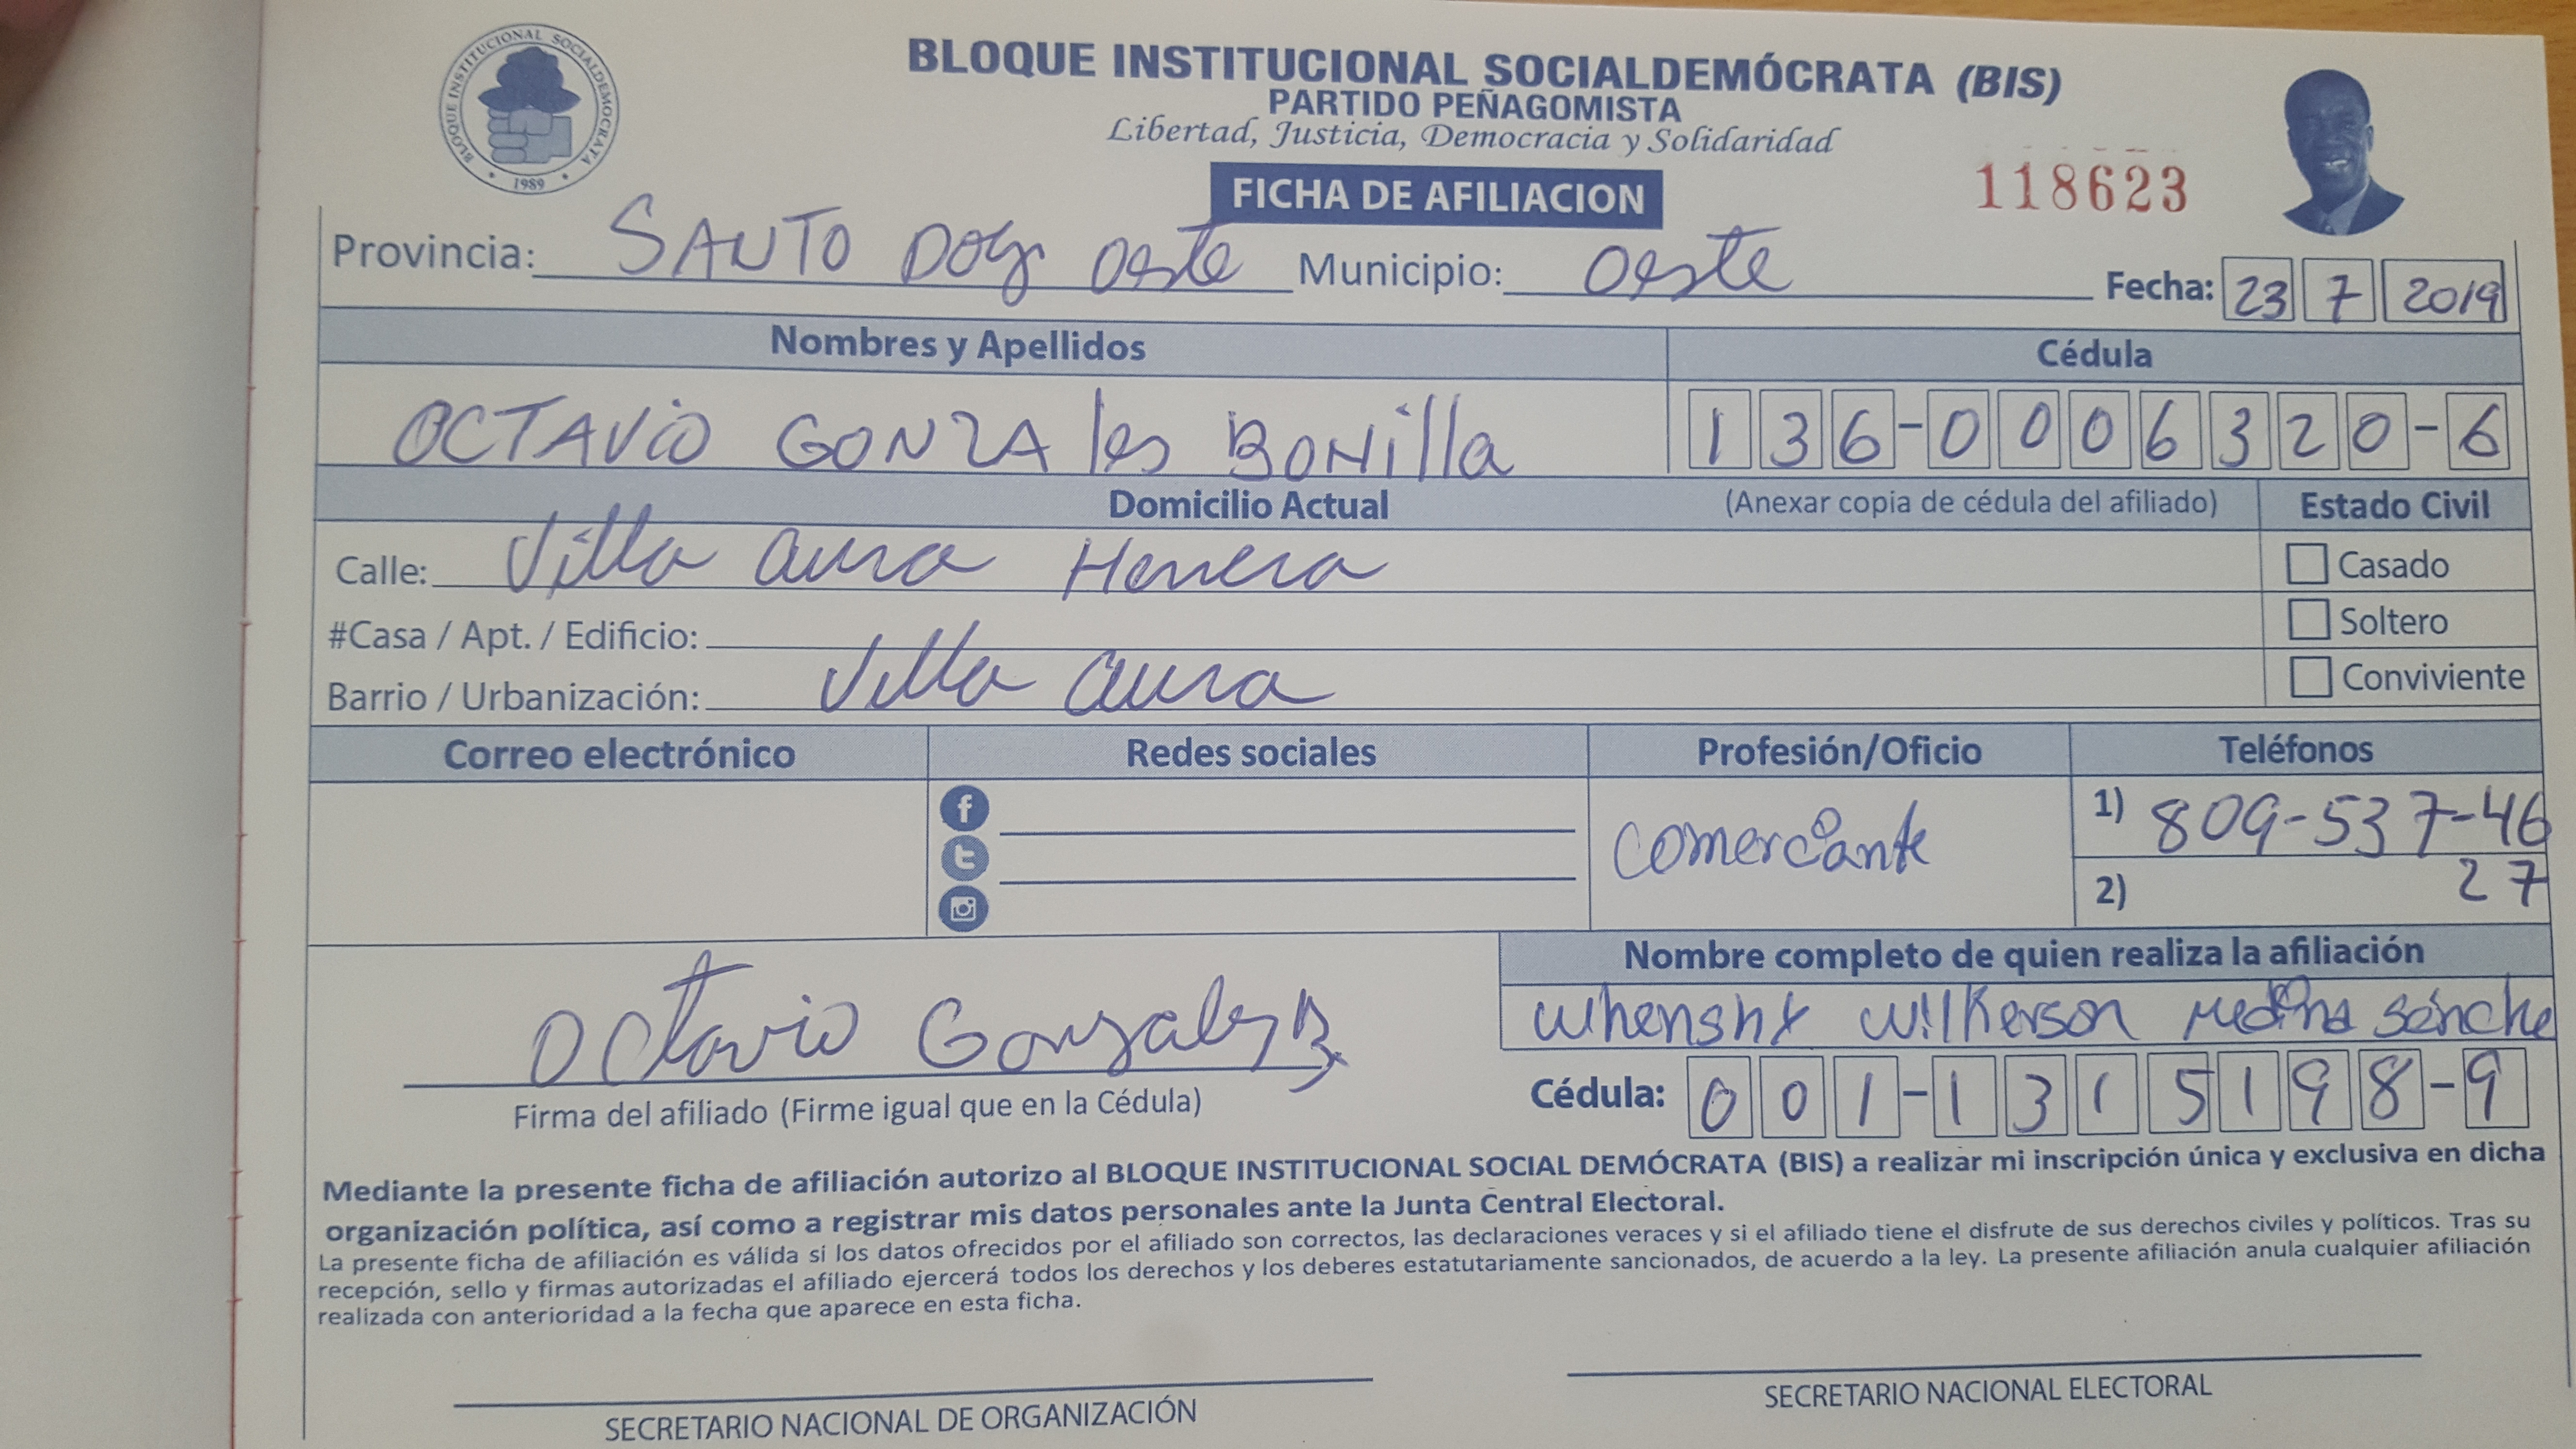 BLOQUE INSTITUCIONAL SOCIALDEMOCRATA
1989
BLOQUE INSTITUCIONAL SOCIALDEMÓCRATA (BIS)
PARTIDO PEÑAGOMISTA
Libertad, Justicia, Democracia y Solidaridad
FICHA DE AFILIACION
118623
Provincia: SANTO Dog Oeste Municipio: Oeste Fecha: 23 7 2019
Nombres y Apellidos Cédula
OCTAVIO GONZAles BONilla 136-0006320-6
Domicilio Actual (Anexar copia de cédula del afiliado) Estado Civil
Calle: Villa aura Herrera Casado
#Casa / Apt. / Edificio: Soltero
Barrio / Urbanización: Villa aura Conviviente
Correo electrónico Redes sociales Profesión/Oficio Teléfonos
comerciante 1) 809-537-46
2) 27
Nombre completo de quien realiza la afiliación
Octavio Gonzalez B. Wilkerson Medina Sánche
Cédula: 001-1315198-9
Firma del afiliado (Firme igual que en la Cédula)
Mediante la presente ficha de afiliación autorizo al BLOQUE INSTITUCIONAL SOCIAL DEMÓCRATA (BIS) a realizar mi inscripción única y exclusiva en dicha
organización política, así como a registrar mis datos personales ante la Junta Central Electoral.
La presente ficha de afiliación es válida si los datos ofrecidos por el afiliado son correctos, las declaraciones veraces y si el afiliado tiene el disfrute de sus derechos civiles y políticos. Tras su
recepción, sello y firmas autorizadas el afiliado ejercerá todos los derechos y los deberes estatutariamente sancionados, de acuerdo a la ley. La presente afiliación anula cualquier afiliación
realizada con anterioridad a la fecha que aparece en esta ficha.
SECRETARIO NACIONAL DE ORGANIZACIÓN SECRETARIO NACIONAL ELECTORAL